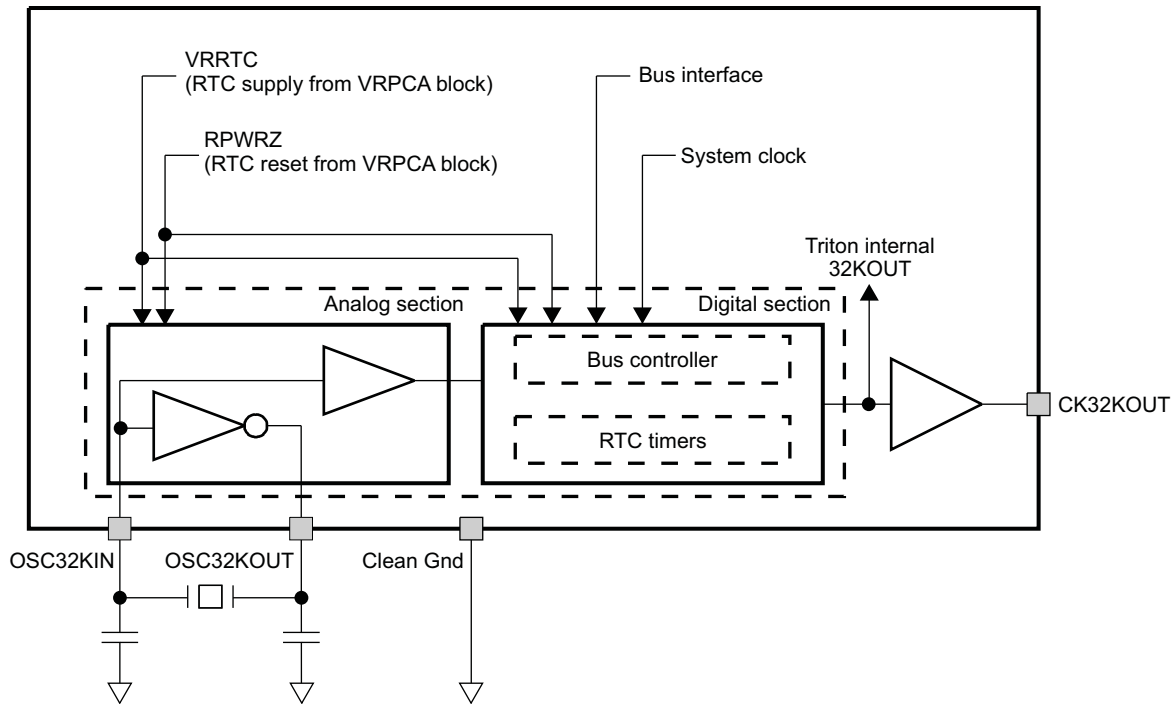 VRRTC
(RTC supply from VRPCA block)
Bus interface
RPWRZ
(RTC reset from VRPCA block)
System clock
Triton internal
32KOUT
Analog section
Digital section
Bus controller
CK32KOUT
RTC timers
OSC32KIN
OSC32KOUT
Clean Gnd